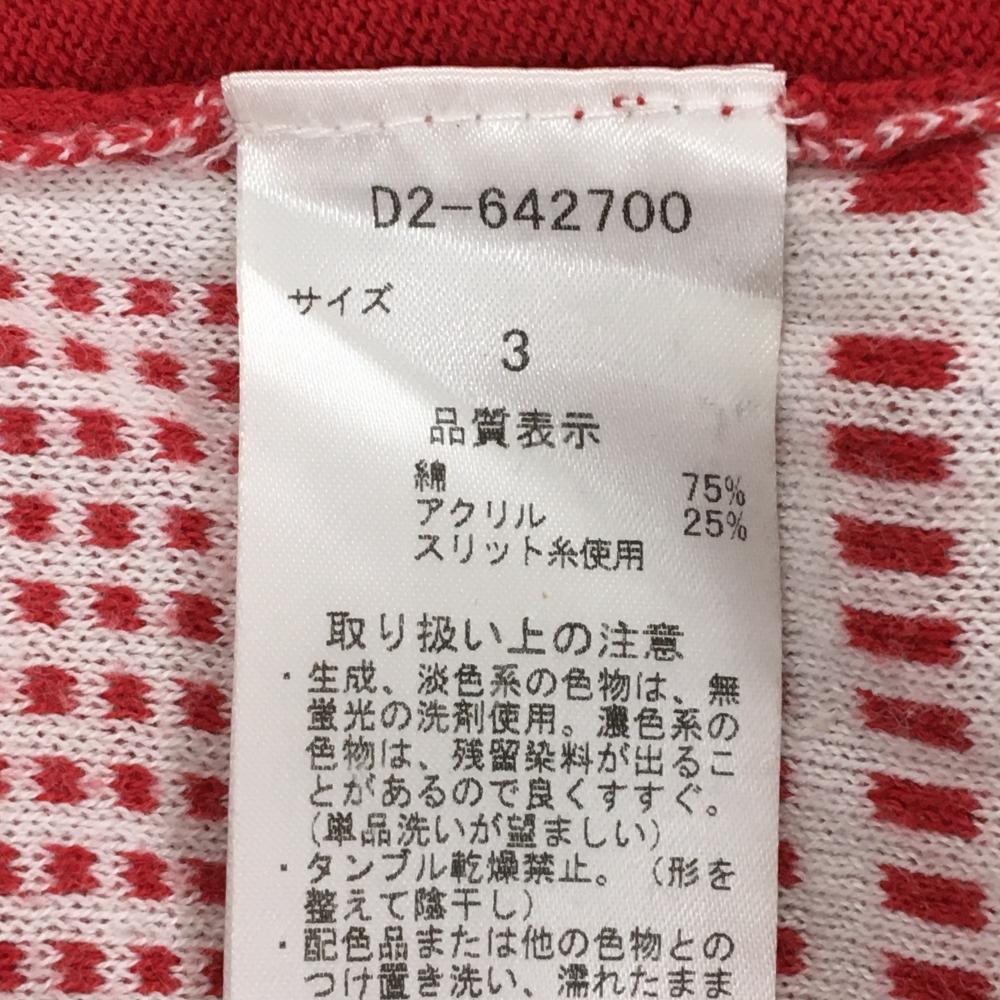 D2-642700
サイズ
3
品質表示
綿 75%
アクリル 25%
スリット糸使用
取り扱い上の注意
・生成、淡色系の色物は、無
蛍光の洗剤使用。濃色系の
色物は、残留染料が出るこ
とがあるので良くすすぐ。
(単品洗いが望ましい)
・タンブル乾燥禁止。(形を
整えて陰干し)
・配色品または他の色物との
つけ置き洗い、濡れたまま